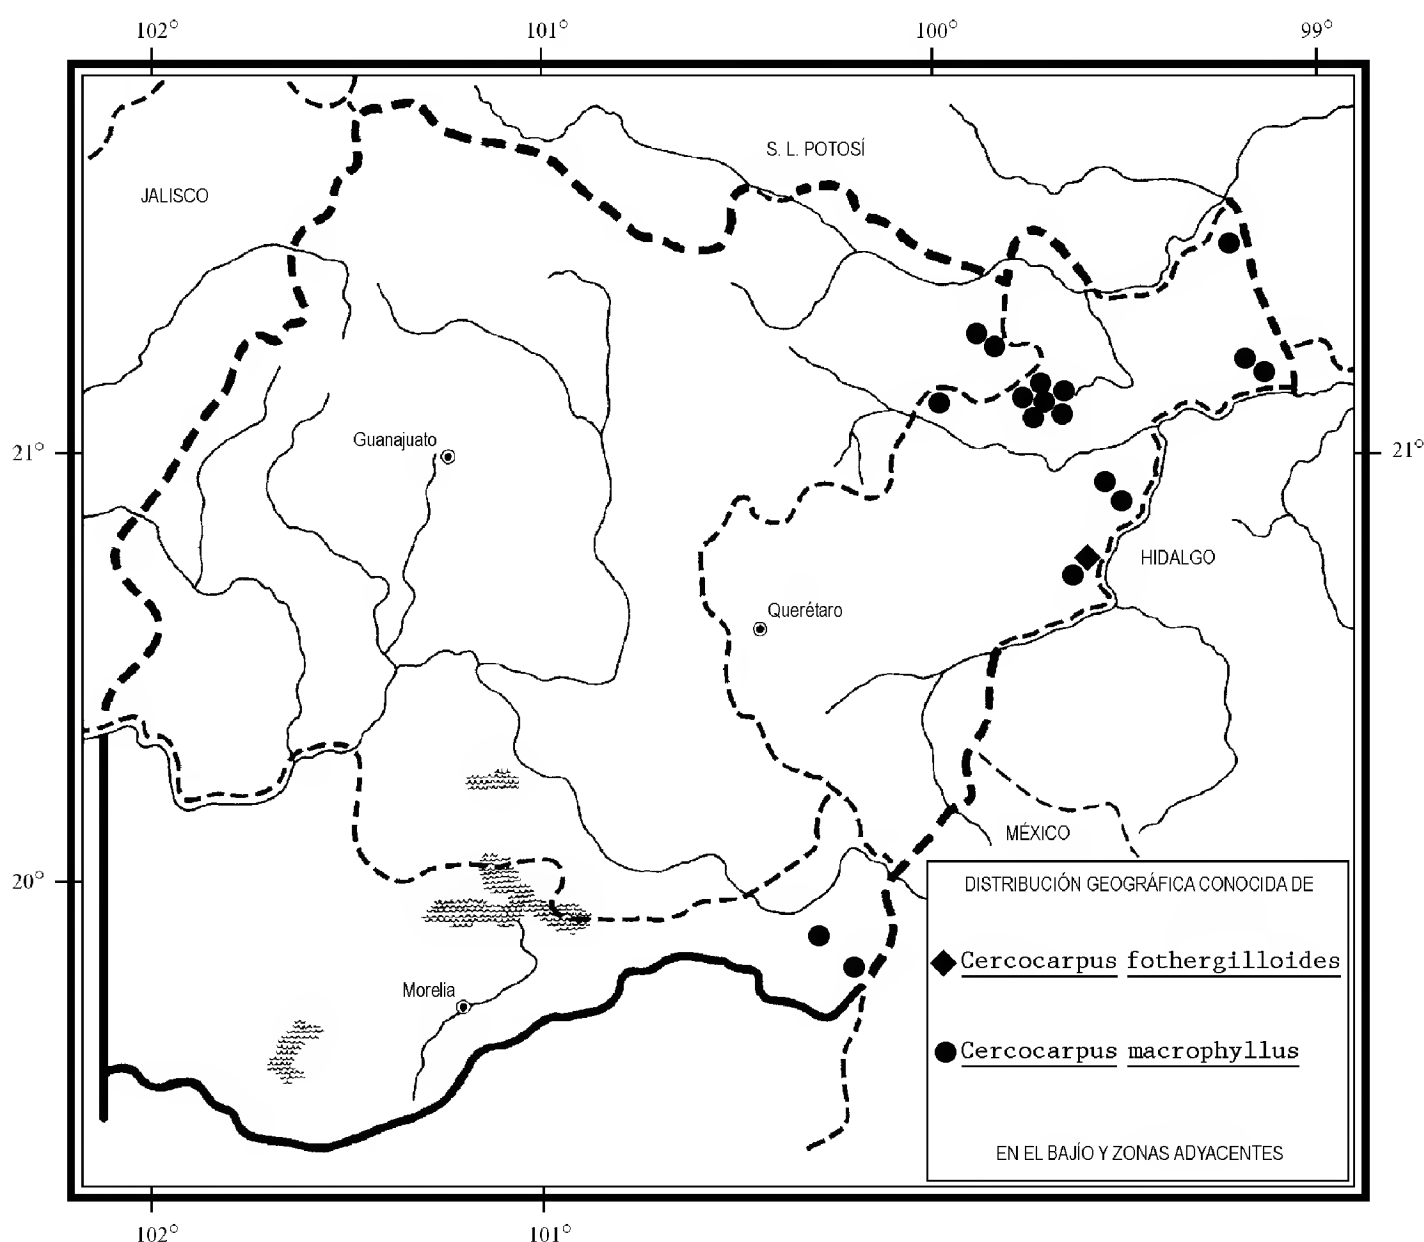 102° 101° 100° 99°
S. L. POTOSÍ
JALISCO
Guanajuato
21° 21°
HIDALGO
Querétaro
MÉXICO
20°
DISTRIBUCIÓN GEOGRÁFICA CONOCIDA DE
Cercocarpus fothergilloides
Morelia
Cercocarpus macrophyllus
EN EL BAJÍO Y ZONAS ADYACENTES
102° 101°